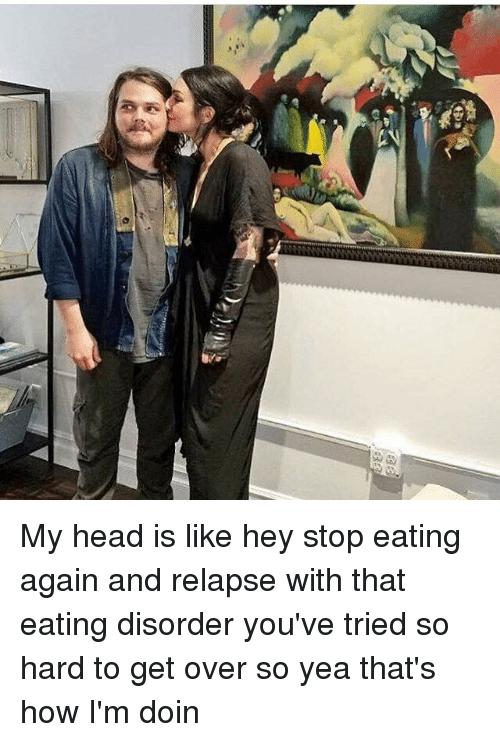 My head is like hey stop eating
again and relapse with that
eating disorder you've tried so
hard to get over so yea that's
how I'm doin